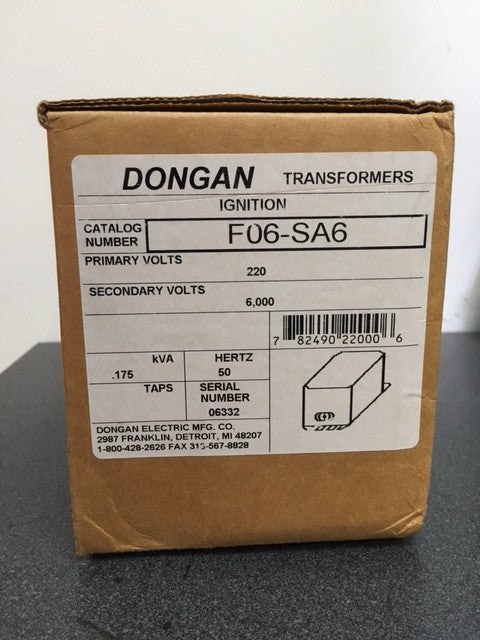 DONGAN TRANSFORMERS
IGNITION
CATALOG NUMBER F06-SA6
PRIMARY VOLTS
220
SECONDARY VOLTS
6,000
7 82490 22000 6
kVA
.175
HERTZ
50
TAPS
SERIAL NUMBER
06332
DONGAN ELECTRIC MFG. CO.
2987 FRANKLIN, DETROIT, MI 48207
1-800-428-2626 FAX 313-567-8828